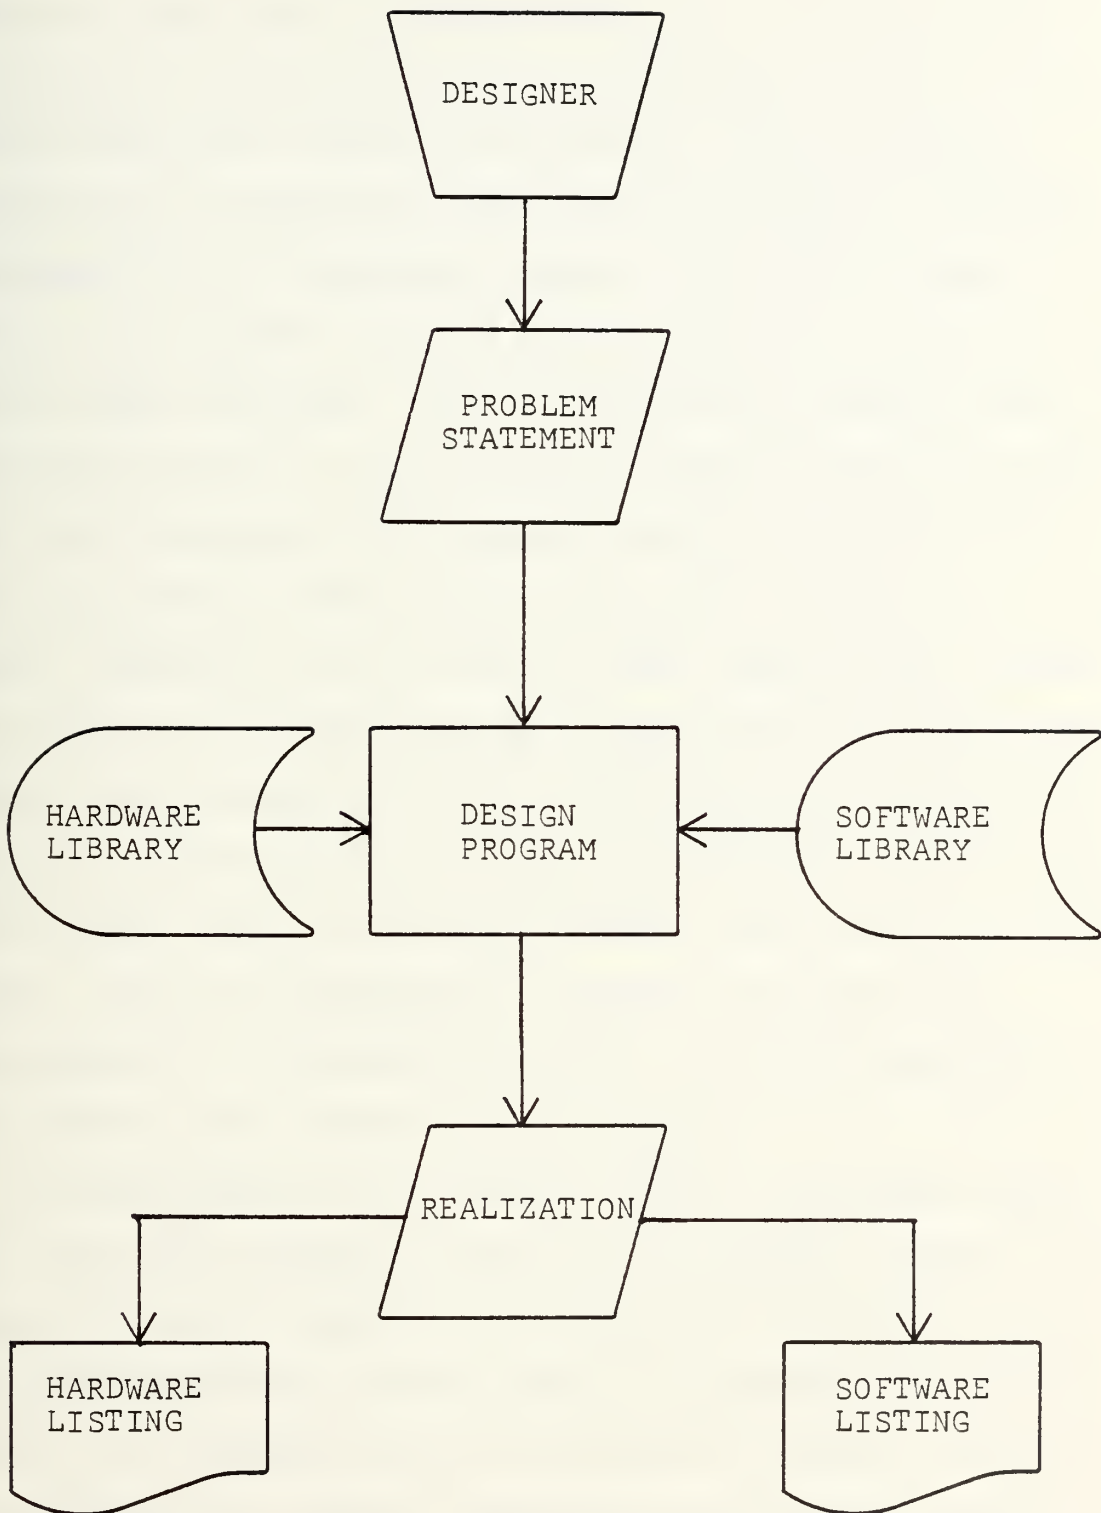 DESIGNER
PROBLEM
STATEMENT
HARDWARE
LIBRARY
DESIGN
PROGRAM
SOFTWARE
LIBRARY
REALIZATION
HARDWARE
LISTING
SOFTWARE
LISTING